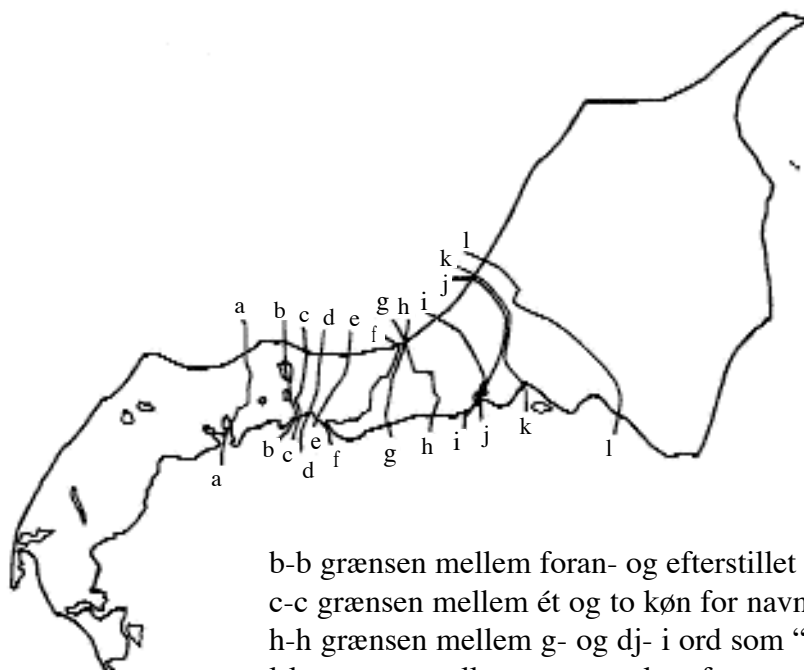 l
k
j
a
b
c
d
e
f
g
h
i
a
b
c
d
e
f
g
h
i
j
k
l
b-b grænsen mellem foran- og efterstillet
c-c grænsen mellem ét og to køn for navn
h-h grænsen mellem g- og dj- i ord som “